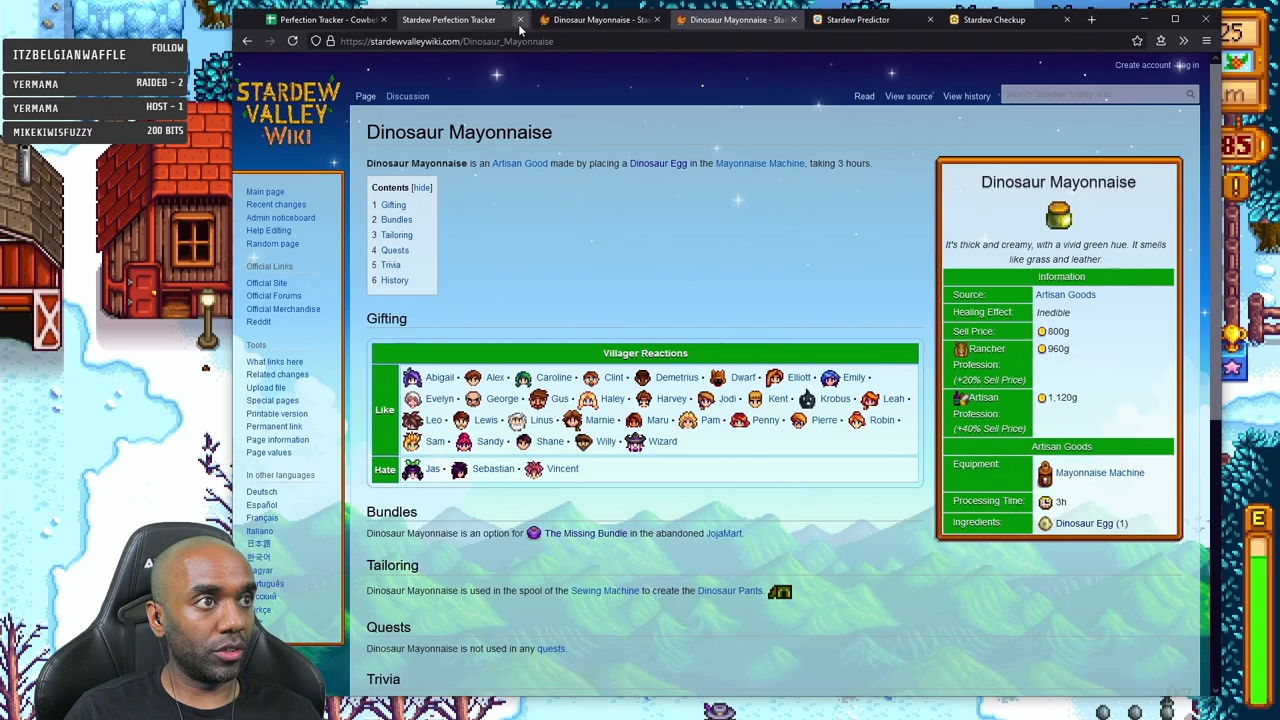 Perfection Tracker - Cowbel
Stardew Perfection Tracker
Dinosaur Mayonnaise - Star
Dinosaur Mayonnaise - Star
Stardew Predictor
Stardew Checkup
https://stardewvalleywiki.com/Dinosaur_Mayonnaise
ITZBELGIANWAFFLE FOLLOW
YERMAMA RAIDED - 2
YERMAMA HOST - 1
MIKEKIWISFUZZY 200 BITS
25
85
E
Create account Log in
STARDEW
VALLEY
WIKI
Page Discussion
Read View source View history
Search Stardew Valley Wiki
Main page
Recent changes
Admin noticeboard
Help Editing
Random page
Official Links
Official Site
Official Forums
Official Merchandise
Reddit
Tools
What links here
Related changes
Upload file
Special pages
Printable version
Permanent link
Page information
Page values
In other languages
Deutsch
Español
Français
Italiano
日本語
한국어
Dinosaur Mayonnaise
Dinosaur Mayonnaise is an Artisan Good made by placing a Dinosaur Egg in the Mayonnaise Machine, taking 3 hours.
Contents [hide]
1 Gifting
2 Bundles
3 Tailoring
4 Quests
5 Trivia
6 History
Gifting
Villager Reactions
Like
Abigail • Alex • Caroline • Clint • Demetrius • Dwarf • Elliott • Emily •
Evelyn • George • Gus • Haley • Harvey • Jodi • Kent • Krobus • Leah •
Leo • Lewis • Linus • Marnie • Maru • Pam • Penny • Pierre • Robin •
Sam • Sandy • Shane • Willy • Wizard
Hate Jas • Sebastian • Vincent
Bundles
Dinosaur Mayonnaise is an option for The Missing Bundle in the abandoned JojaMart.
Tailoring
Dinosaur Mayonnaise is used in the spool of the Sewing Machine to create the Dinosaur Pants.
Quests
Dinosaur Mayonnaise is not used in any quests.
Trivia
Dinosaur Mayonnaise
It's thick and creamy, with a vivid green hue. It smells
like grass and leather.
Information
Source: Artisan Goods
Healing Effect: Inedible
Sell Price: 800g
Rancher 960g
Profession:
(+20% Sell Price)
Artisan 1,120g
Profession:
(+40% Sell Price)
Artisan Goods
Equipment: Mayonnaise Machine
Processing Time: 3h
Ingredients: Dinosaur Egg (1)